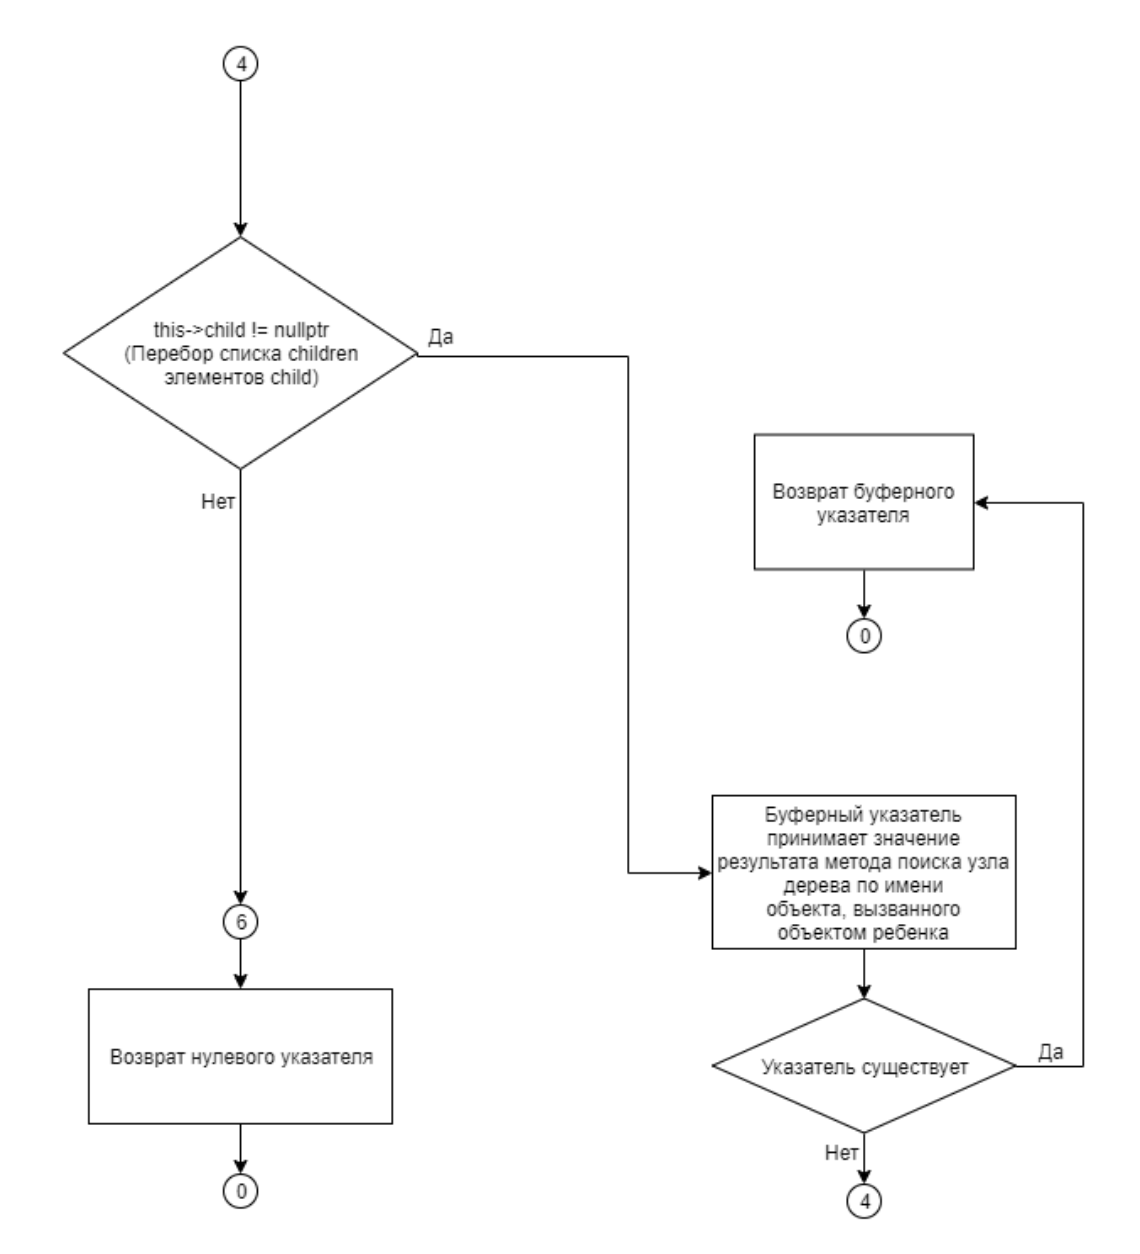 4
this->child != nullptr
(Перебор списка children
элементов child)
Да
Нет
Возврат буферного
указателя
0
Буферный указатель
принимает значение
результата метода поиска узла
дерева по имени
объекта, вызванного
объектом ребенка
6
Возврат нулевого указателя
Указатель существует
Да
Нет
0
4